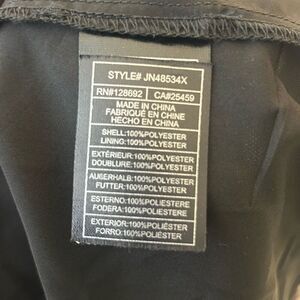 STYLE# JN48534X
RN#128692 CA#25459
MADE IN CHINA
FABRIQUÉ EN CHINE
HECHO EN CHINA
SHELL:100%POLYESTER
LINING:100%POLYESTER
EXTÉRIEUR:100%POLYESTER
DOUBLURE:100%POLYESTER
AUßERHALB:100%POLYESTER
FUTTER:100%POLYESTER
ESTERNO:100%POLIESTERE
FODERA:100%POLIESTERE
EXTERIOR:100%POLIÉSTER
FORRO:100%POLIÉSTER